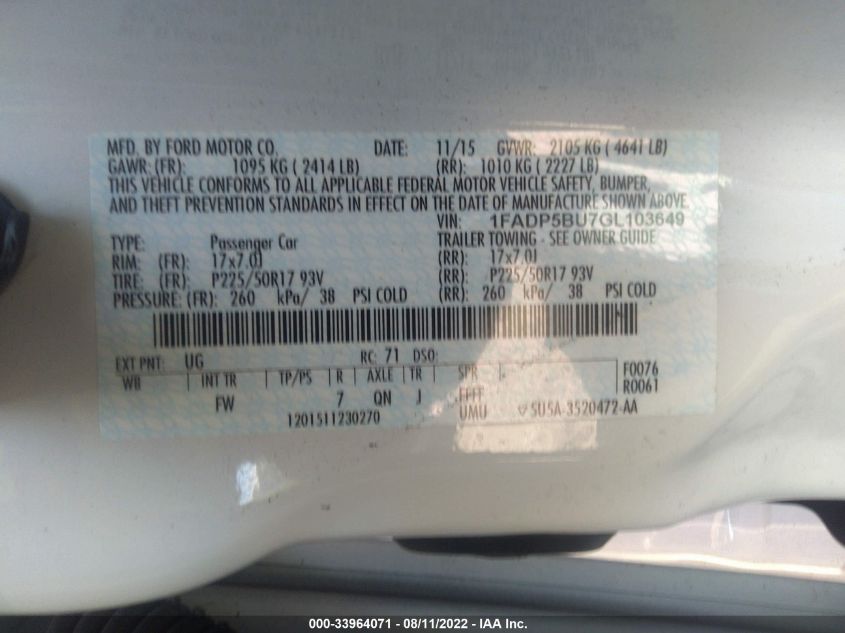 MFD. BY FORD MOTOR CO. DATE: 11/15 GVWR: 2105 KG ( 4641 LB)
GAWR: (FR): 1095 KG ( 2414 LB) (RR): 1010 KG ( 2227 LB)
THIS VEHICLE CONFORMS TO ALL APPLICABLE FEDERAL MOTOR VEHICLE SAFETY, BUMPER,
AND THEFT PREVENTION STANDARDS IN EFFECT ON THE DATE OF MANUFACTURE SHOWN ABOVE.
VIN: 1FADP5BU7GL103649
TYPE: Passenger Car TRAILER TOWING - SEE OWNER GUIDE
RIM: (FR): 17x7.0J (RR): 17x7.0J
TIRE: (FR): P225/50R17 93V (RR): P225/50R17 93V
PRESSURE: (FR): 260 kPa/ 38 PSI COLD (RR): 260 kPa/ 38 PSI COLD
EXT PNT: UG RC: 71 DSO:
WB INT TR TP/PS R AXLE TR SPR F0076
R0061
FW 7 QN J
UMU 5U5A-3520472-AA
1201511230270
000-33964071 - 08/11/2022 - IAA Inc.